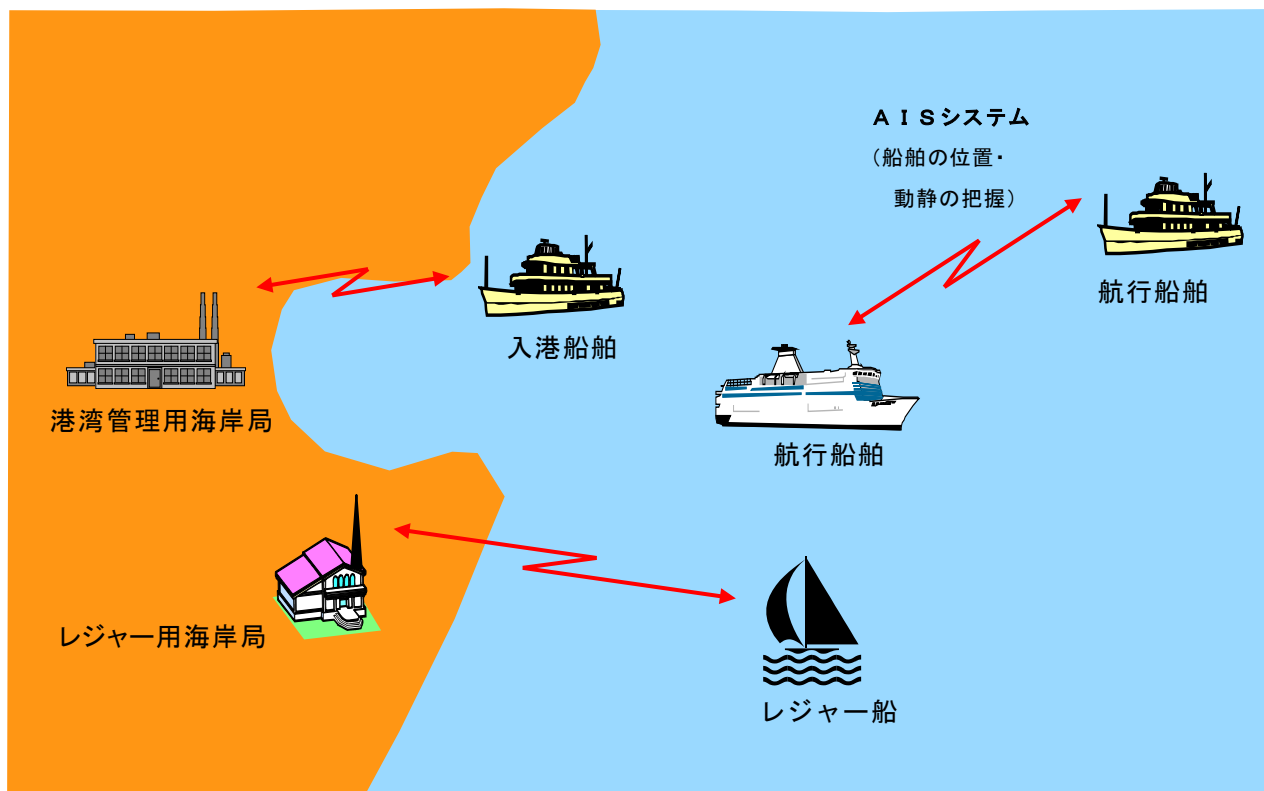 ＡＩＳシステム
（船舶の位置・
動静の把握）
航行船舶
入港船舶
港湾管理用海岸局
航行船舶
レジャー用海岸局
レジャー船